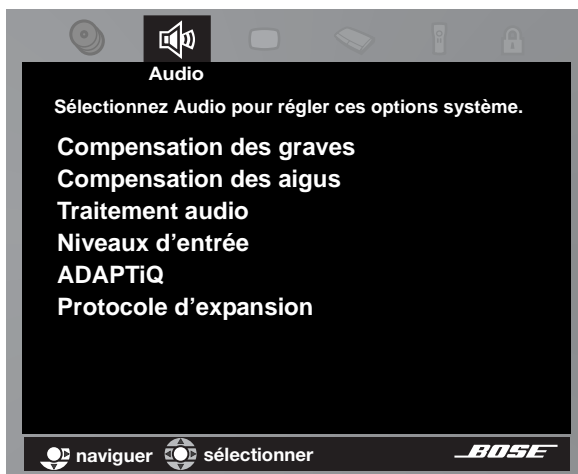 Audio
Sélectionnez Audio pour régler ces options système.
Compensation des graves
Compensation des aigus
Traitement audio
Niveaux d’entrée
ADAPTiQ
Protocole d’expansion
naviguer sélectionner BOSE